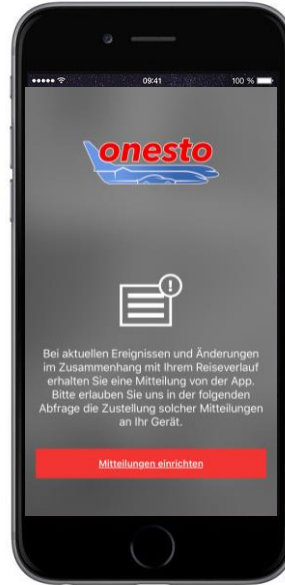 09:41
100 %
onesto
!
Bei aktuellen Ereignissen und Änderungen
im Zusammenhang mit Ihrem Reiseverlauf
erhalten Sie eine Mitteilung von der App.
Bitte erlauben Sie uns in der folgenden
Abfrage die Zustellung solcher Mitteilungen
an Ihr Gerät.
Mitteilungen einrichten